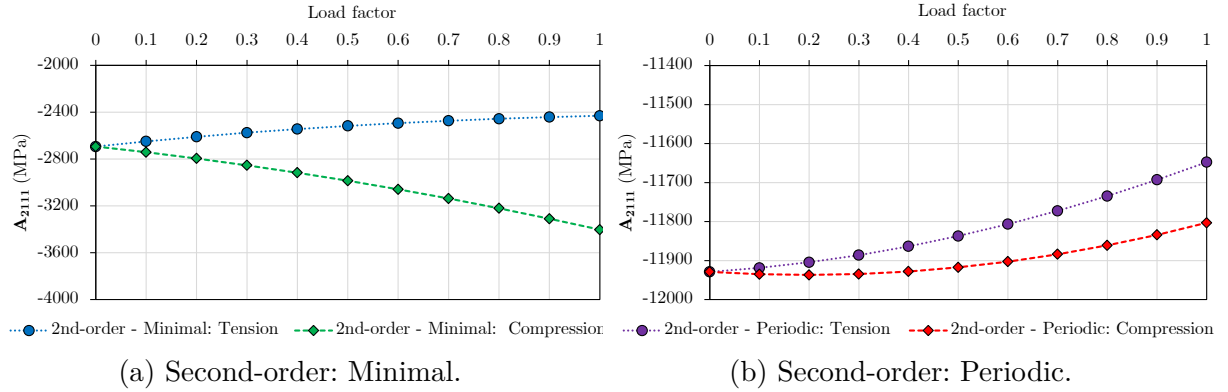 Load factor
0 0.1 0.2 0.3 0.4 0.5 0.6 0.7 0.8 0.9 1
-2000
-2400
-2800
-3200
-3600
-4000
A2111 (MPa)
2nd-order - Minimal: Tension
2nd-order - Minimal: Compression
(a) Second-order: Minimal.
Load factor
0 0.1 0.2 0.3 0.4 0.5 0.6 0.7 0.8 0.9 1
-11400
-11500
-11600
-11700
-11800
-11900
-12000
A2111 (MPa)
2nd-order - Periodic: Tension
2nd-order - Periodic: Compression
(b) Second-order: Periodic.